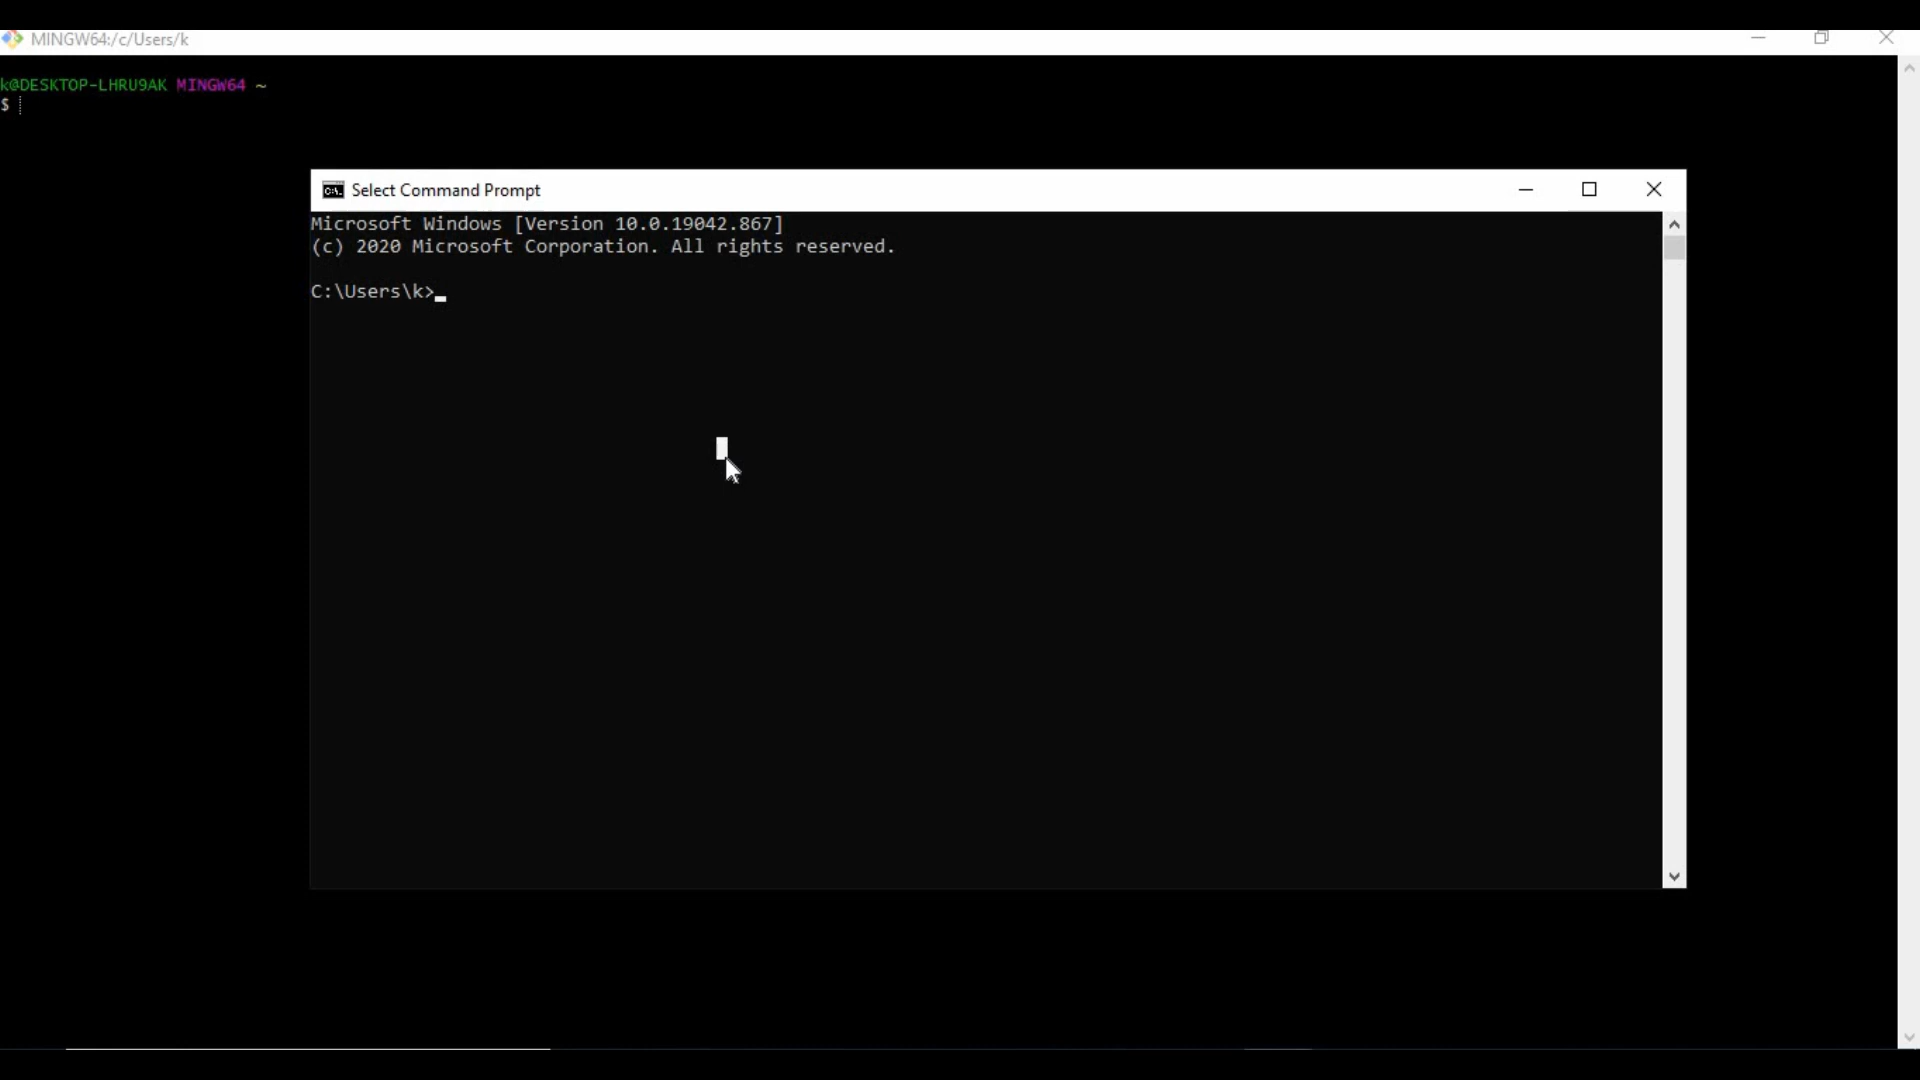 MINGW64:/c/Users/k
k@DESKTOP-LHRU9AK MINGW64 ~
$
Select Command Prompt
Microsoft Windows [Version 10.0.19042.867]
(c) 2020 Microsoft Corporation. All rights reserved.
C:\Users\k>